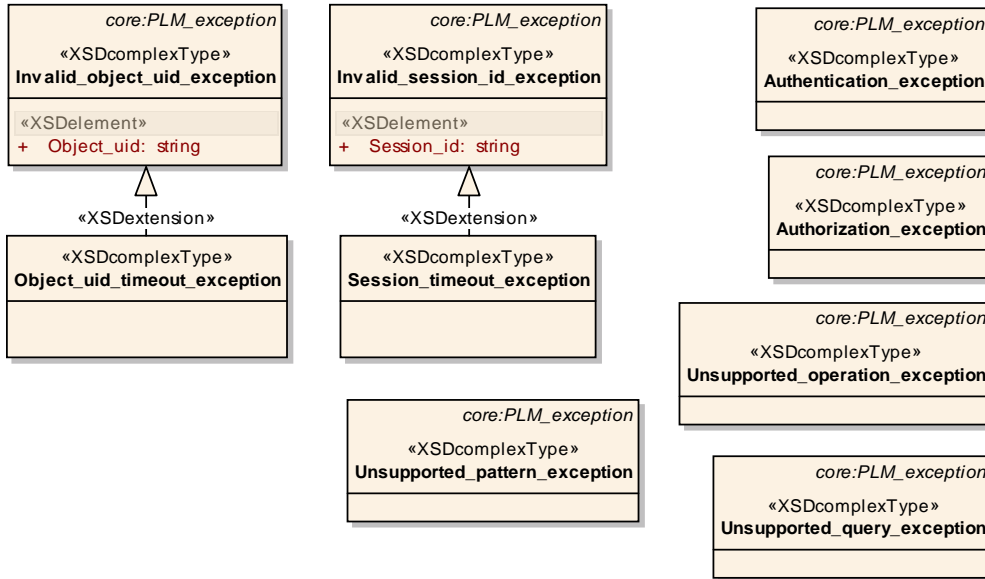 core:PLM_exception
«XSDcomplexType»
Invalid_object_uid_exception
«XSDelement»
+ Object_uid: string
«XSDextension»
«XSDcomplexType»
Object_uid_timeout_exception
core:PLM_exception
«XSDcomplexType»
Invalid_session_id_exception
«XSDelement»
+ Session_id: string
«XSDextension»
«XSDcomplexType»
Session_timeout_exception
core:PLM_exception
«XSDcomplexType»
Unsupported_pattern_exception
core:PLM_exception
«XSDcomplexType»
Authentication_exception
core:PLM_exception
«XSDcomplexType»
Authorization_exception
core:PLM_exception
«XSDcomplexType»
Unsupported_operation_exception
core:PLM_exception
«XSDcomplexType»
Unsupported_query_exception